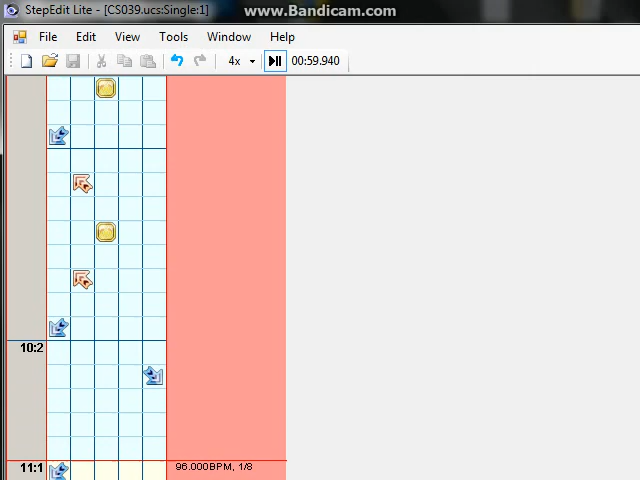 StepEdit Lite - [CS039.ucs:Single:1]
www.Bandicam.com
File Edit View Tools Window Help
4x 00:59.940
10:2
11:1 96.000BPM, 1/8